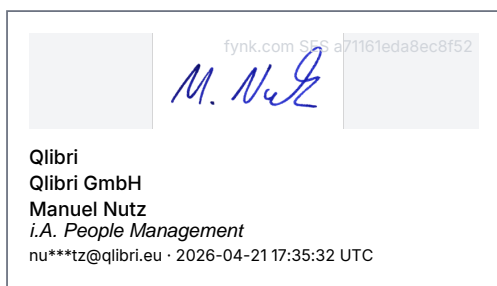 fynk.com SES a71161eda8ec8f52
M. Nutz
Qlibri
Qlibri GmbH
Manuel Nutz
i.A. People Management
nu***tz@qlibri.eu · 2026-04-21 17:35:32 UTC